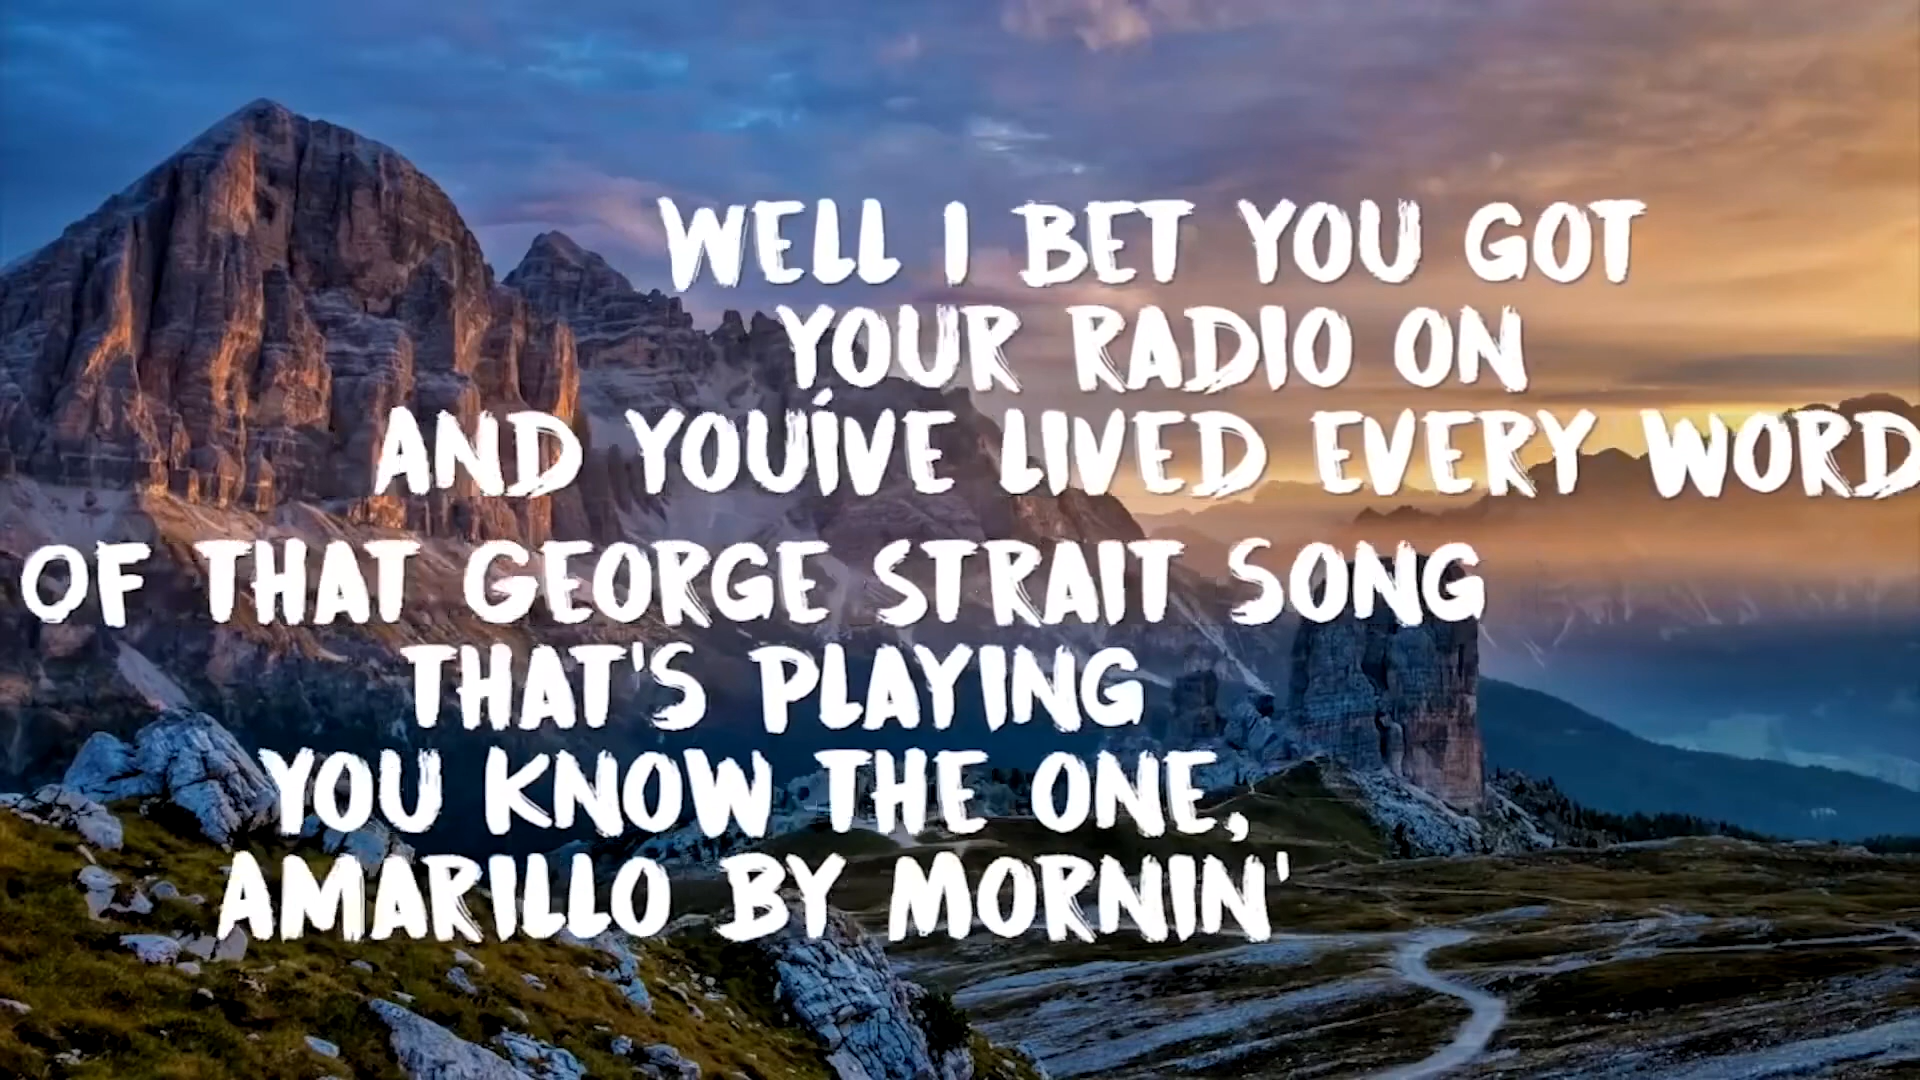 WELL I BET YOU GOT
YOUR RADIO ON
AND YOUÍVE LIVED EVERY WORD
OF THAT GEORGE STRAIT SONG
THAT'S PLAYING
YOU KNOW THE ONE,
AMARILLO BY MORNIN'